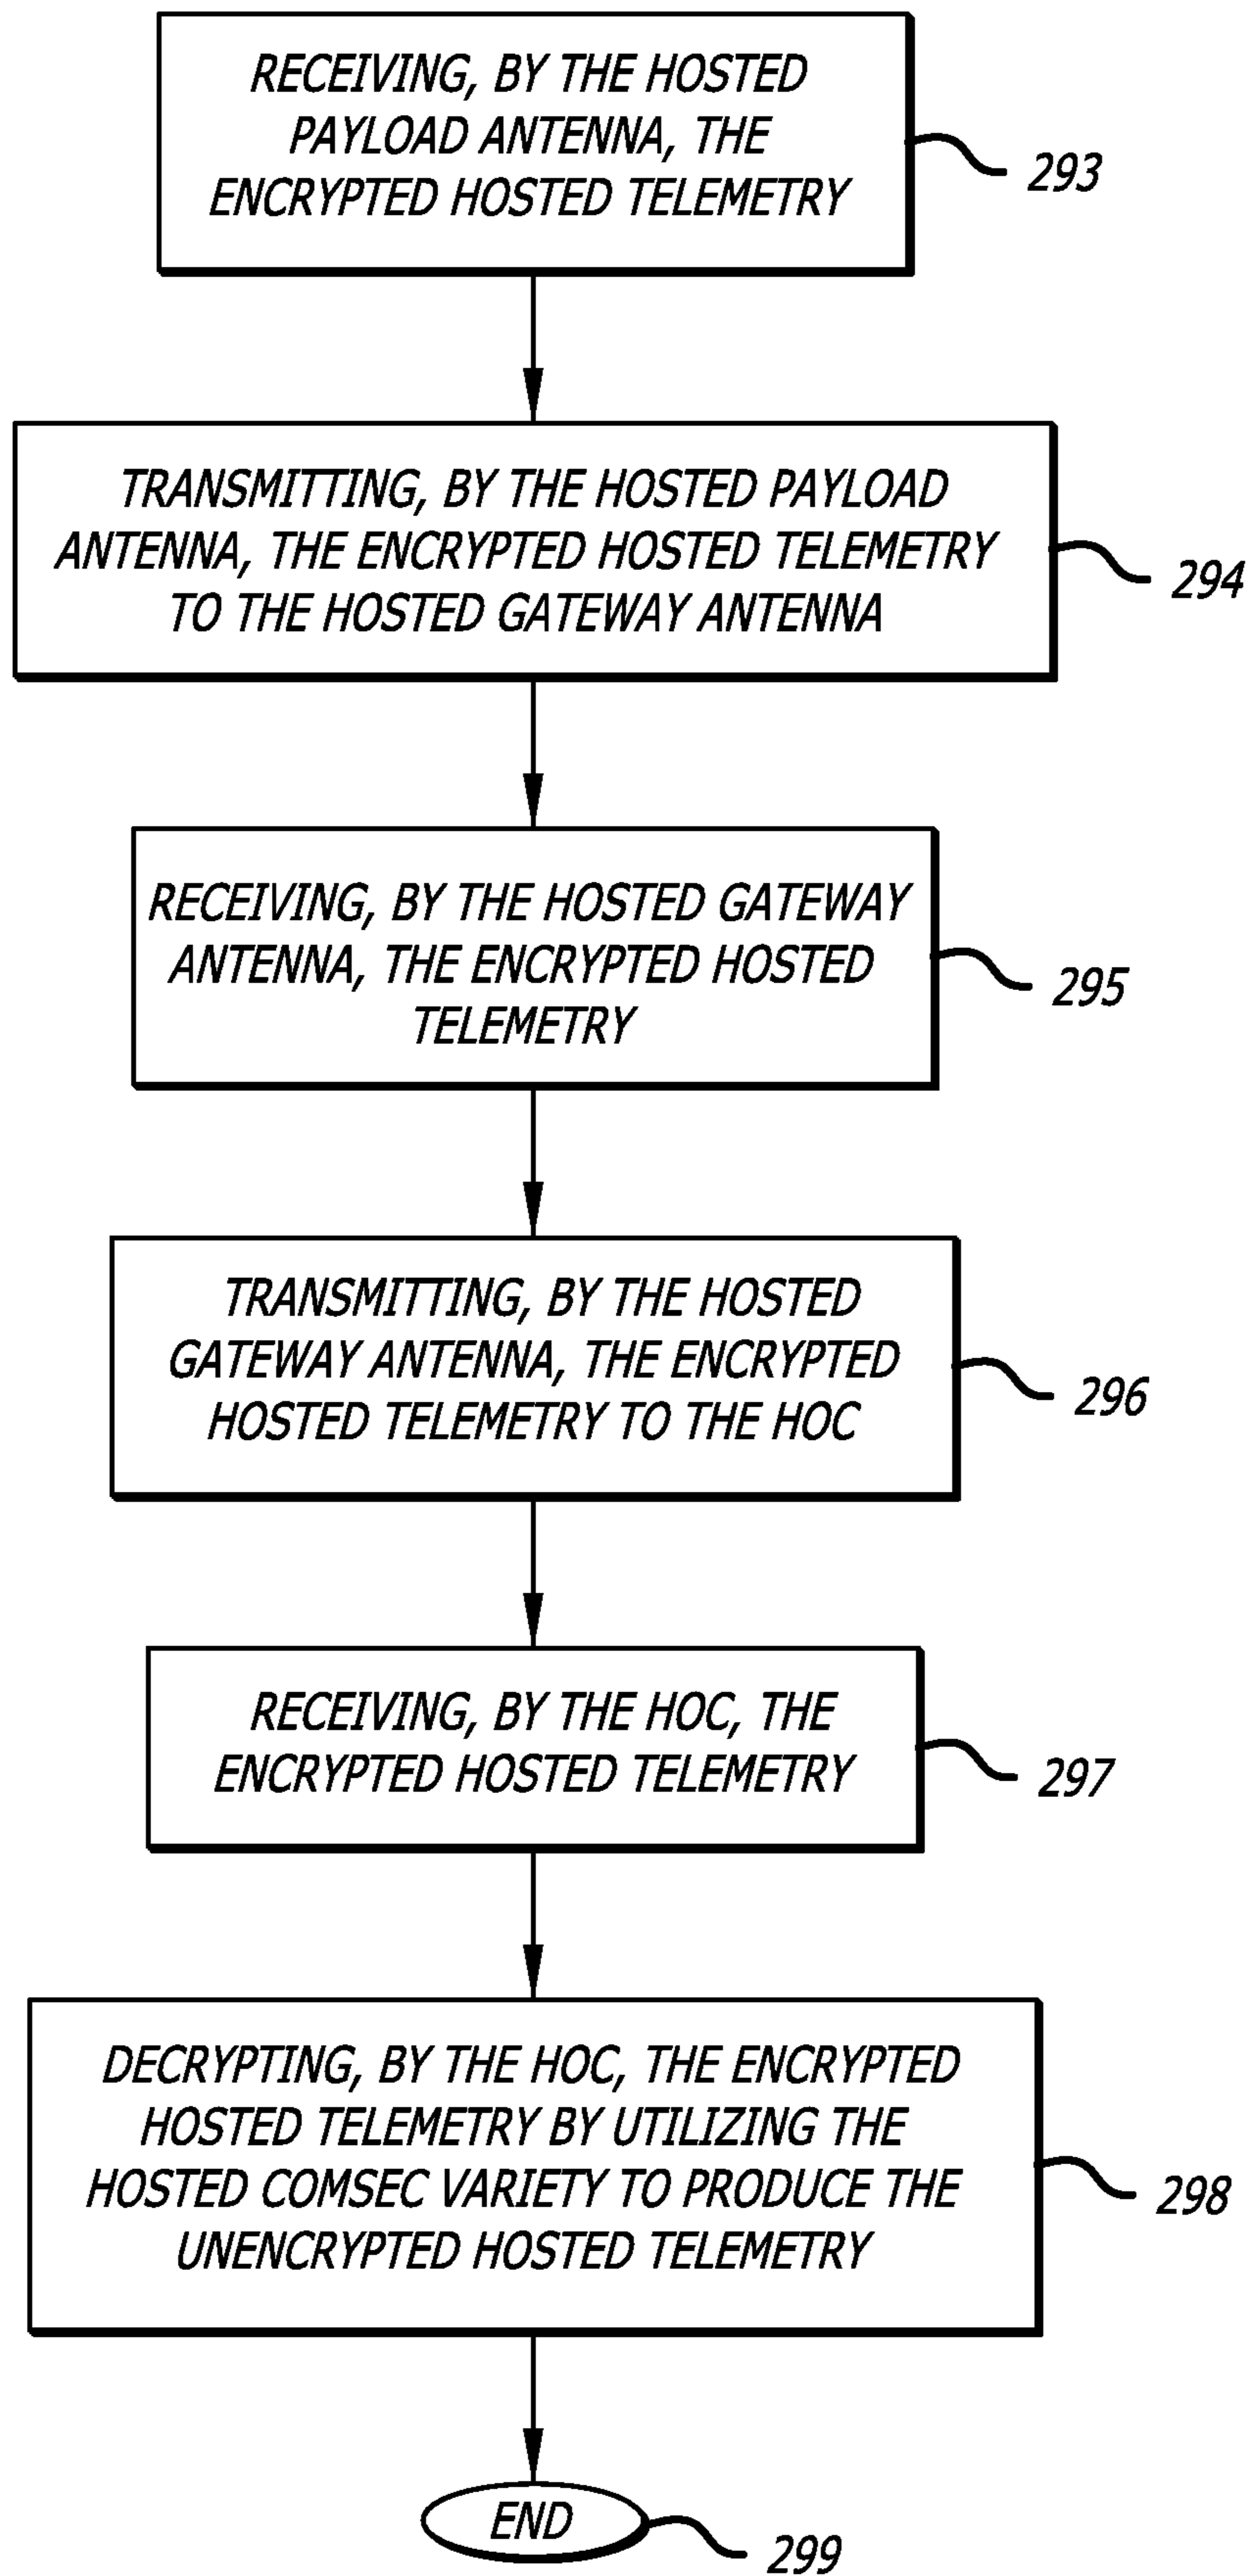 RECEIVING, BY THE HOSTED
PAYLOAD ANTENNA, THE
ENCRYPTED HOSTED TELEMETRY
293
TRANSMITTING, BY THE HOSTED PAYLOAD
ANTENNA, THE ENCRYPTED HOSTED TELEMETRY
TO THE HOSTED GATEWAY ANTENNA
294
RECEIVING, BY THE HOSTED GATEWAY
ANTENNA, THE ENCRYPTED HOSTED
TELEMETRY
295
TRANSMITTING, BY THE HOSTED
GATEWAY ANTENNA, THE ENCRYPTED
HOSTED TELEMETRY TO THE HOC
296
RECEIVING, BY THE HOC, THE
ENCRYPTED HOSTED TELEMETRY
297
DECRYPTING, BY THE HOC, THE ENCRYPTED
HOSTED TELEMETRY BY UTILIZING THE
HOSTED COMSEC VARIETY TO PRODUCE THE
UNENCRYPTED HOSTED TELEMETRY
298
END
299